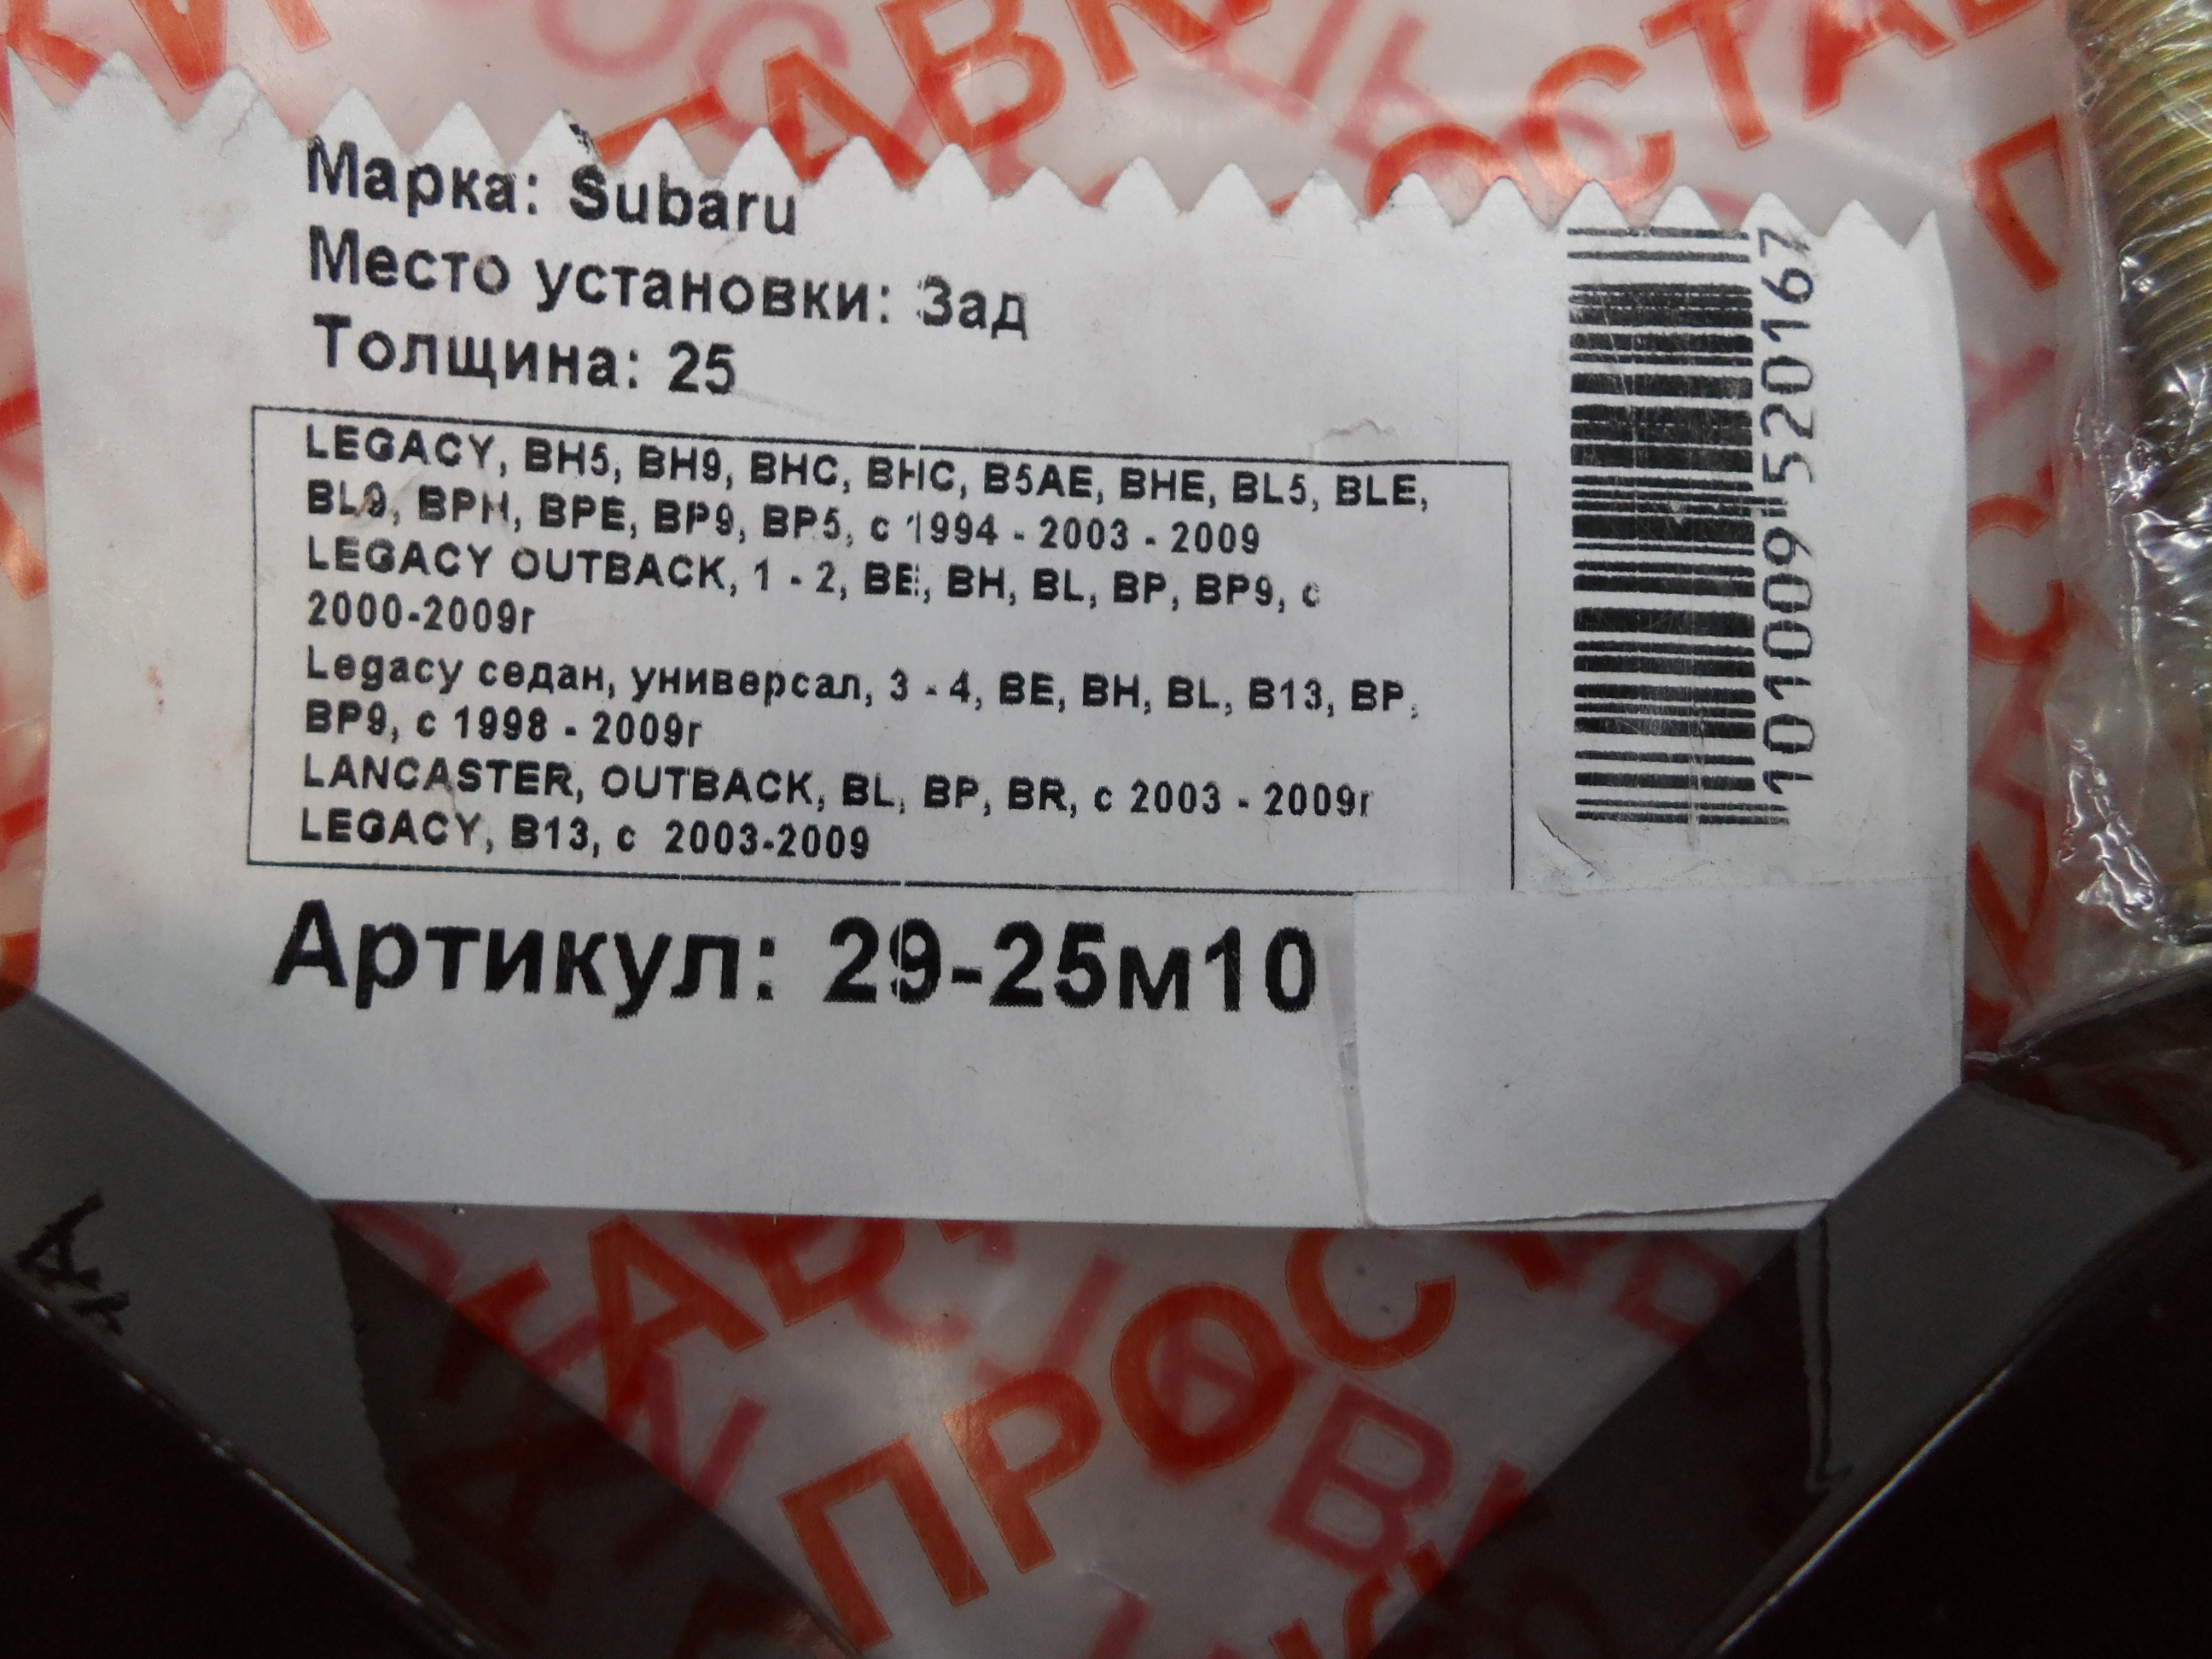 Марка: Subaru
Место установки: Зад
Толщина: 25
LEGACY, BH5, BH9, BHC, BHC, B5AE, BHE, BL5, BLE,
BL9, BPH, BPE, BP9, BP5, с 1994 - 2003 - 2009
LEGACY OUTBACK, 1 - 2, BE, BH, BL, BP, BP9, с
2000-2009г
Legacy седан, универсал, 3 - 4, BE, BH, BL, B13, BP,
BP9, с 1998 - 2009г
LANCASTER, OUTBACK, BL, BP, BR, с 2003 - 2009г
LEGACY, B13, с 2003-2009
Артикул: 29-25м10
101009520167
ПРОС